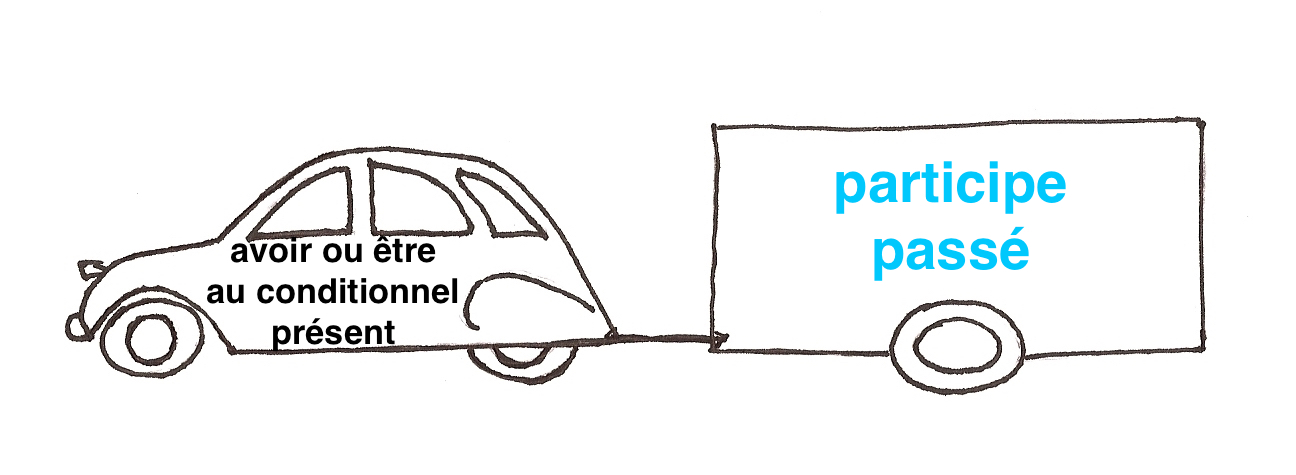 avoir ou être
au conditionnel
présent
participe
passé